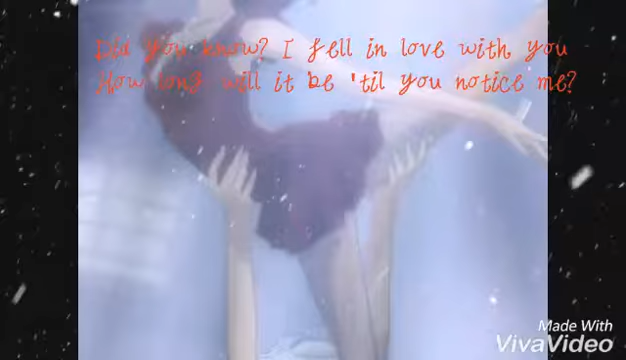 Did you know? I fell in love with you
How long will it be 'til you notice me?
Made With
VivaVideo